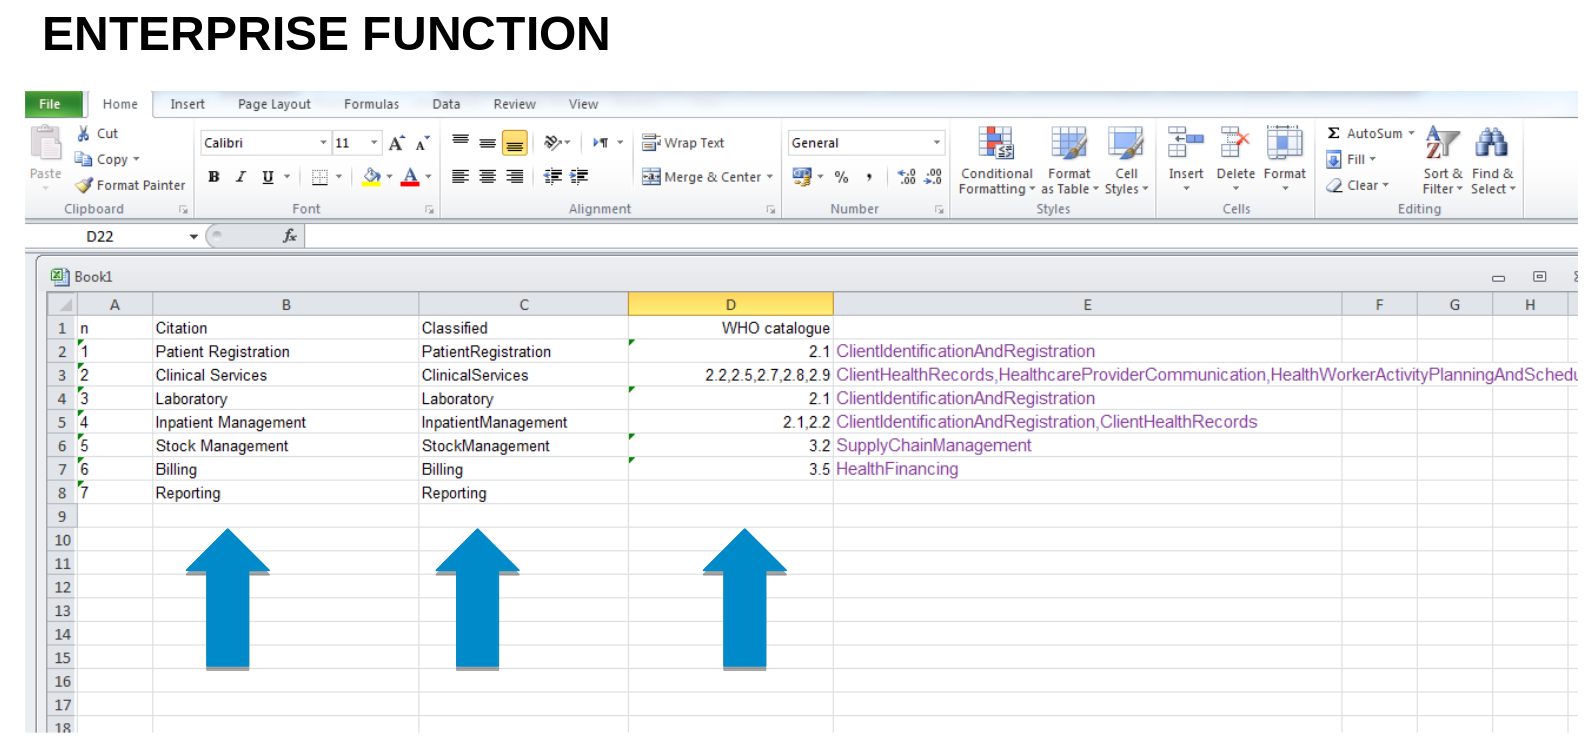 ENTERPRISE FUNCTION
File Home Insert Page Layout Formulas Data Review View
Cut
Copy
Format Painter
Paste
Clipboard
Calibri 11
B I U
Font
Wrap Text
Merge & Center
Alignment
General
% , .00 .00
Number
Conditional Formatting
Format as Table
Cell Styles
Styles
Insert Delete Format
Cells
Σ AutoSum
Fill
Clear
Sort & Filter
Find & Select
Editing
D22 fx
Book1
A B C D E F G H
1 n Citation Classified WHO catalogue
2 1 Patient Registration PatientRegistration 2.1 ClientIdentificationAndRegistration
3 2 Clinical Services ClinicalServices 2.2,2.5,2.7,2.8,2.9 ClientHealthRecords,HealthcareProviderCommunication,HealthWorkerActivityPlanningAndSchedu
4 3 Laboratory Laboratory 2.1 ClientIdentificationAndRegistration
5 4 Inpatient Management InpatientManagement 2.1,2.2 ClientIdentificationAndRegistration,ClientHealthRecords
6 5 Stock Management StockManagement 3.2 SupplyChainManagement
7 6 Billing Billing 3.5 HealthFinancing
8 7 Reporting Reporting
9
10
11
12
13
14
15
16
17
18